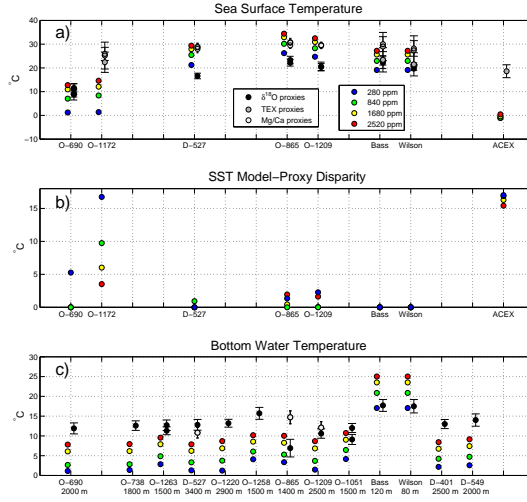 Sea Surface Temperature
a)
40
30
20
10
0
−10
°C
δ18O proxies
TEX proxies
Mg/Ca proxies
280 ppm
840 ppm
1680 ppm
2520 ppm
O−690 O−1172 D−527 O−865 O−1209 Bass Wilson ACEX
SST Model−Proxy Disparity
b)
15
10
5
0
°C
O−690 O−1172 D−527 O−865 O−1209 Bass Wilson ACEX
Bottom Water Temperature
c)
30
25
20
15
10
5
0
°C
O−690 O−738 O−1263 D−527 O−1220 O−1258 O−865 O−1209 O−1051 Bass Wilson D−401 D−549
2000 m 1800 m 1500 m 3400 m 2900 m 1500 m 1400 m 2500 m 1500 m 120 m 80 m 2500 m 2000 m